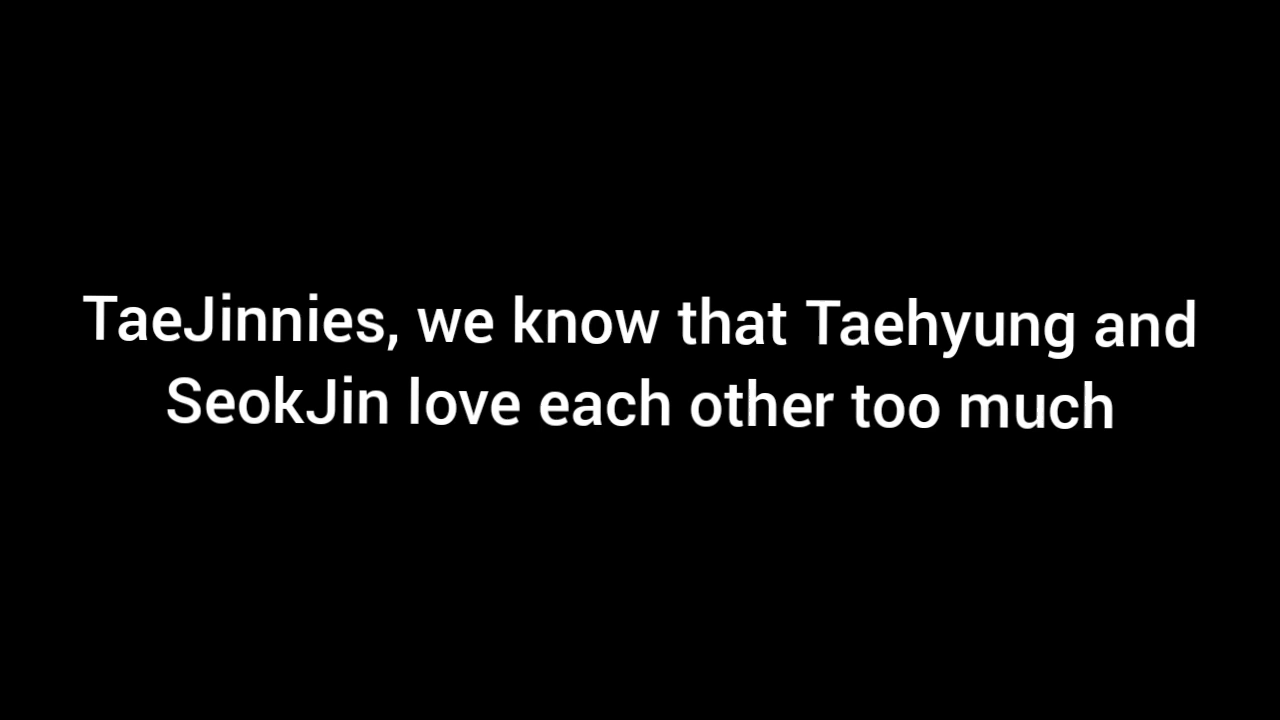 TaeJinnies, we know that Taehyung and
SeokJin love each other too much